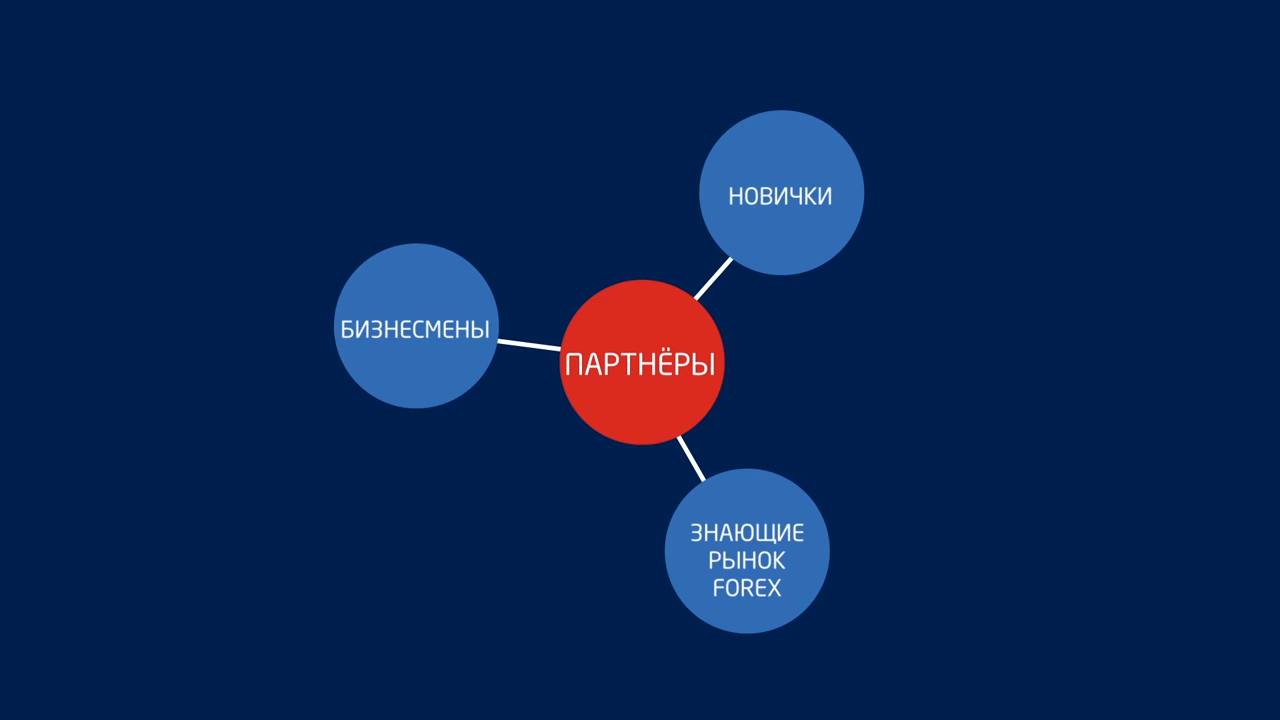 НОВИЧКИ
БИЗНЕСМЕНЫ
ПАРТНЁРЫ
ЗНАЮЩИЕ
РЫНОК
FOREX